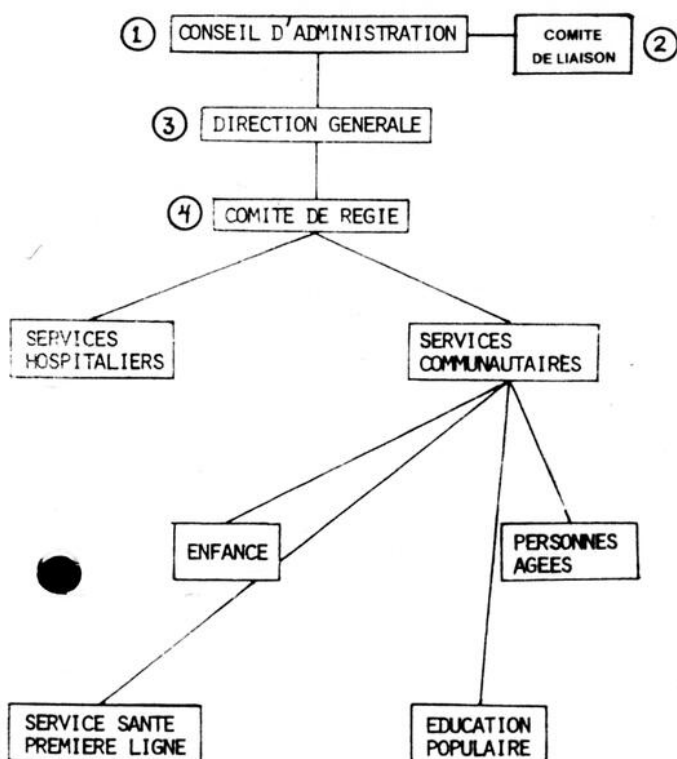 ① CONSEIL D'ADMINISTRATION
COMITE
DE LIAISON ②
③ DIRECTION GENERALE
④ COMITE DE REGIE
SERVICES
HOSPITALIERS
SERVICES
COMMUNAUTAIRES
ENFANCE
PERSONNES
AGEES
SERVICE SANTE
PREMIERE LIGNE
EDUCATION
POPULAIRE